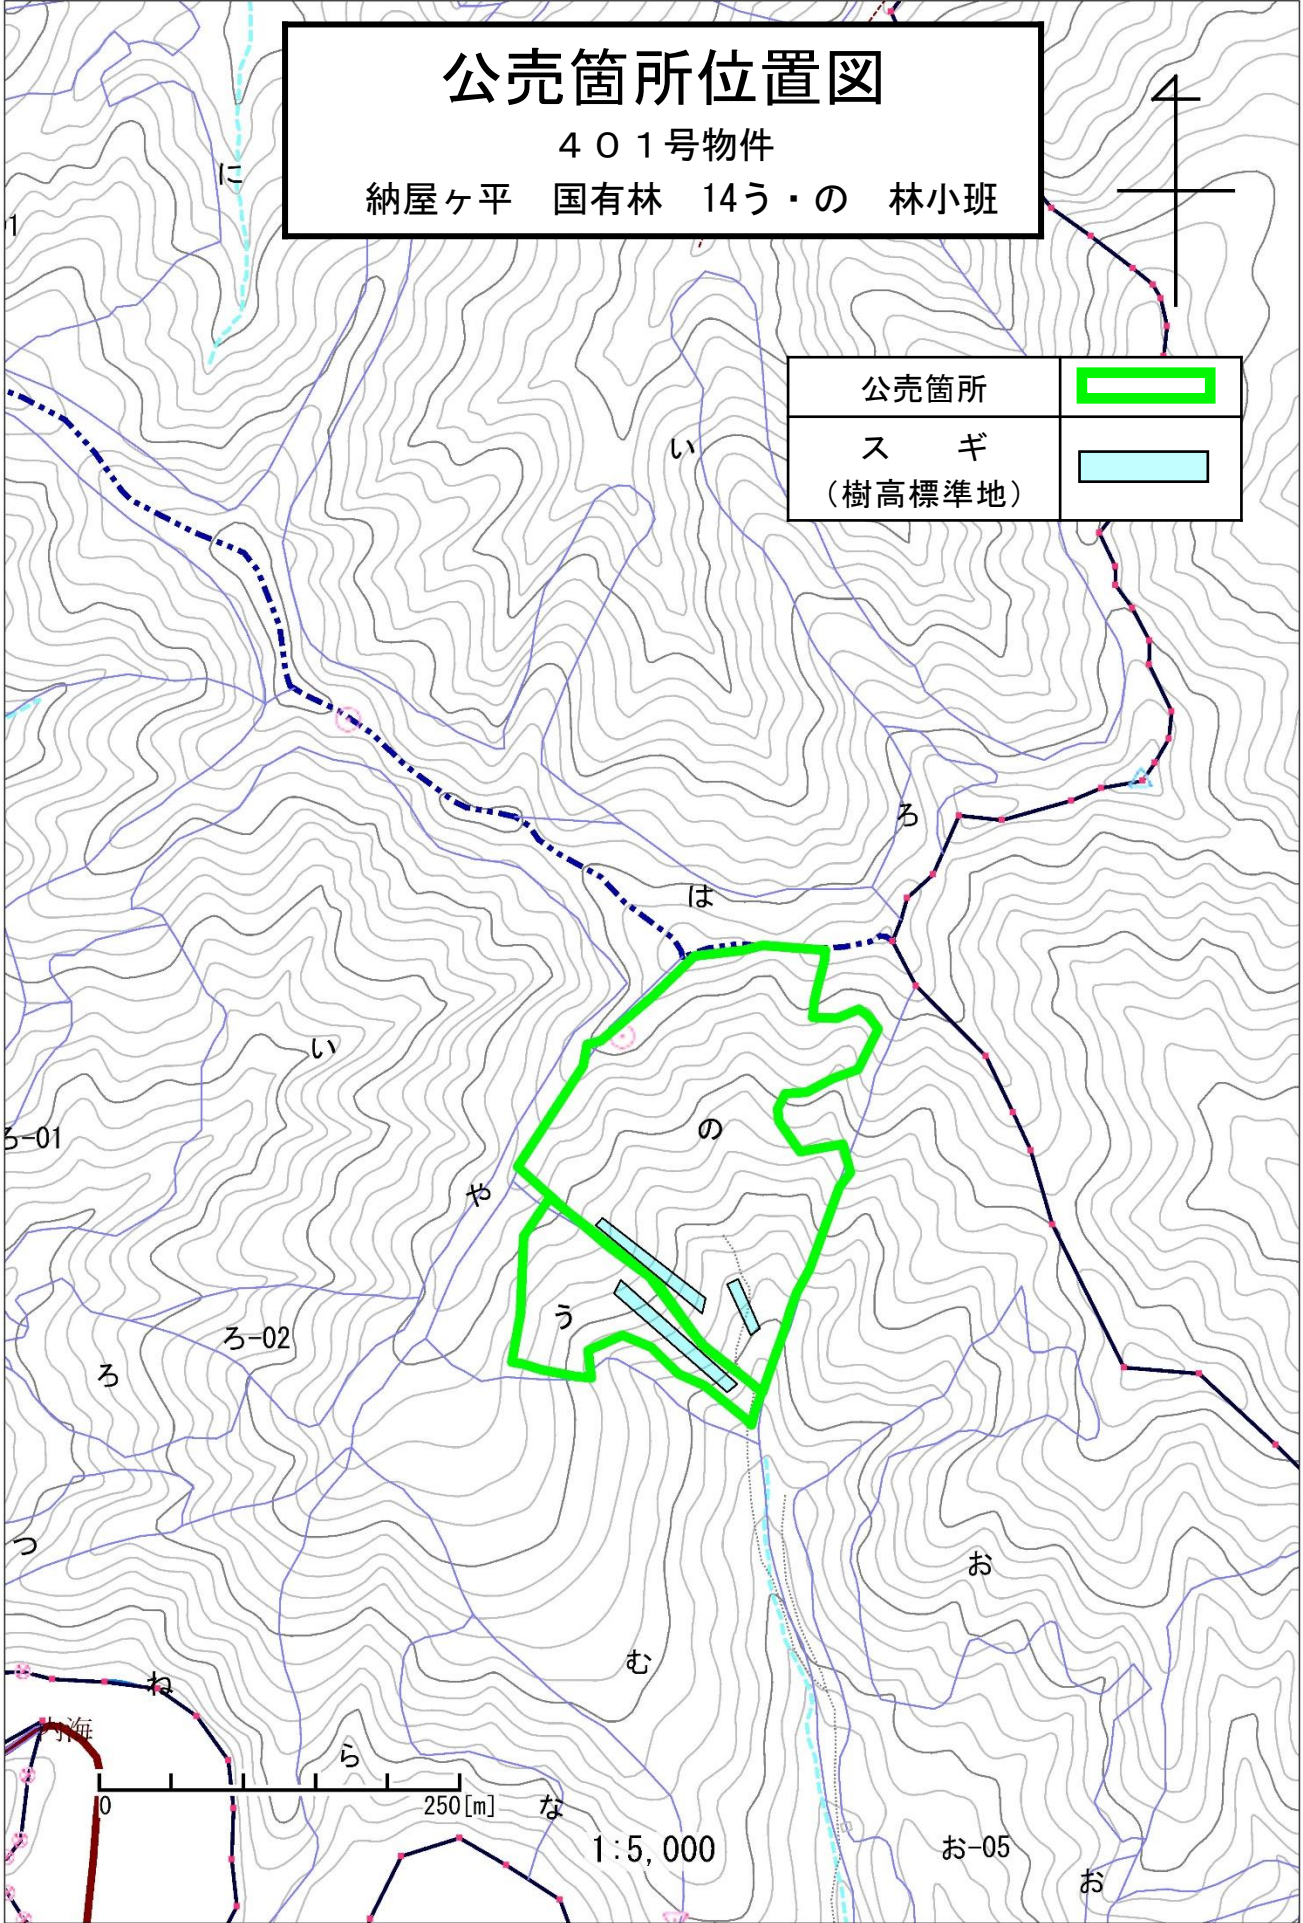 公売箇所位置図
４０１号物件
納屋ヶ平　国有林　14う・の　林小班
に
公売箇所
い
ス　ギ
（樹高標準地）
ろ
は
い
の
や
う
ろ-02
ろ
つ
お
む
ね
内海
ら
0
250[m]
な
1:5,000
お-05
お